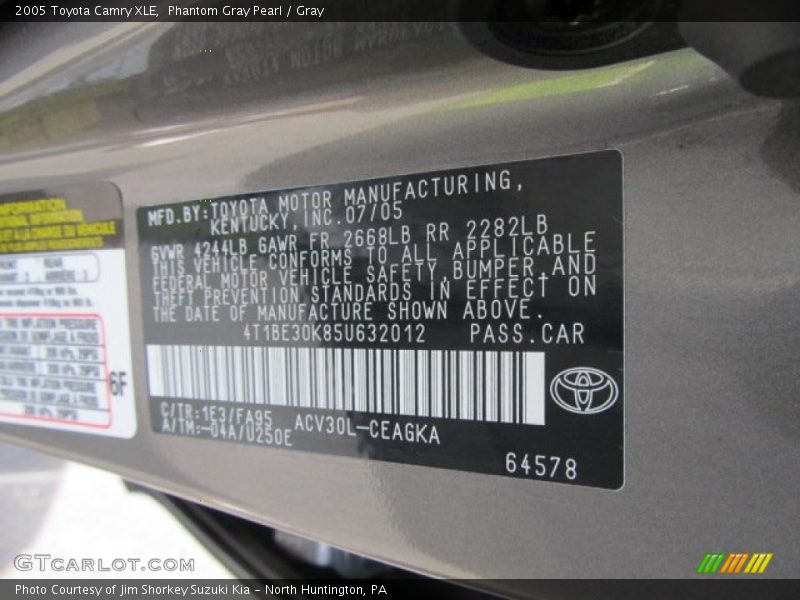 2005 Toyota Camry XLE, Phantom Gray Pearl / Gray
MFD.BY:TOYOTA MOTOR MANUFACTURING,
KENTUCKY, INC.07/05
GVWR 4244LB GAWR FR 2668LB RR 2282LB
THIS VEHICLE CONFORMS TO ALL APPLICABLE
FEDERAL MOTOR VEHICLE SAFETY,BUMPER,AND
THEFT PREVENTION STANDARDS IN EFFECT ON
THE DATE OF MANUFACTURE SHOWN ABOVE.
4T1BE30K85U632012 PASS.CAR
C/TR:1E3/FA95 ACV30L-CEAGKA
A/TM:-04A/U250E
64578
6F
GTCARLOT.COM
Photo Courtesy of Jim Shorkey Suzuki Kia – North Huntington, PA